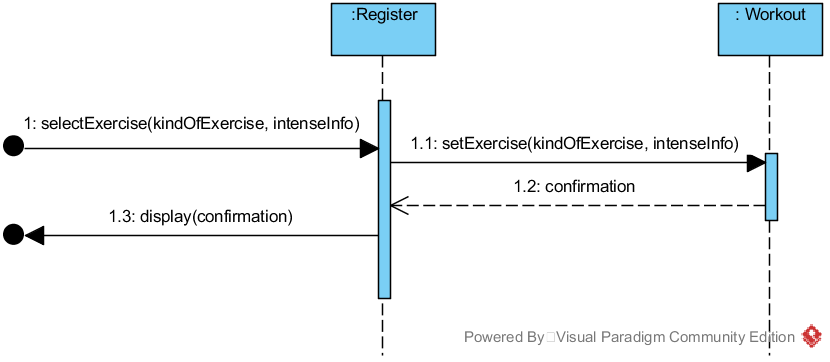 :Register
: Workout
1: selectExercise(kindOfExercise, intenseInfo)
1.1: setExercise(kindOfExercise, intenseInfo)
1.2: confirmation
1.3: display(confirmation)
Powered By Visual Paradigm Community Edition